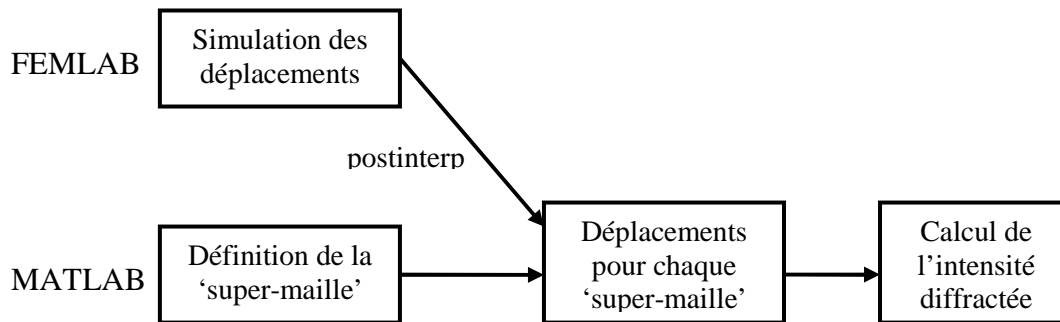 FEMLAB
Simulation des
déplacements
postinterp
MATLAB
Définition de la
‘super-maille’
Déplacements
pour chaque
‘super-maille’
Calcul de
l’intensité
diffractée